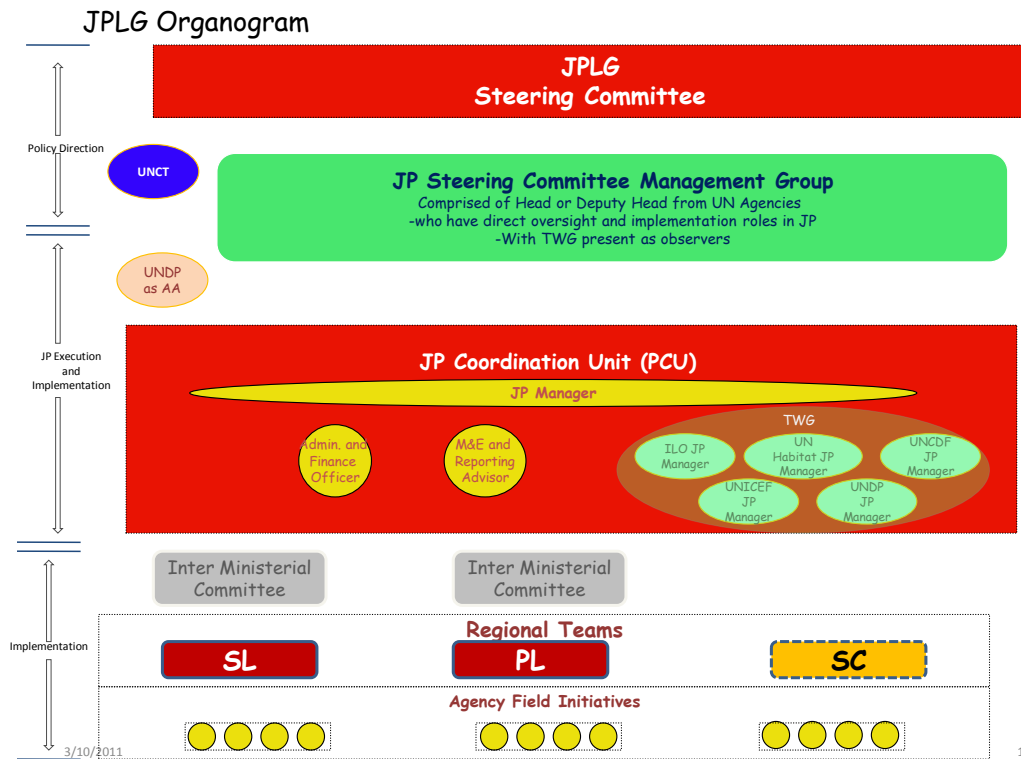 JPLG Organogram
JPLG
Steering Committee
Policy Direction
UNCT
JP Steering Committee Management Group
Comprised of Head or Deputy Head from UN Agencies
-who have direct oversight and implementation roles in JP
-With TWG present as observers
UNDP
as AA
JP Execution
and
Implementation
JP Coordination Unit (PCU)
JP Manager
Admin. and
Finance
Officer
M&E and
Reporting
Advisor
TWG
ILO JP
Manager
UN
Habitat JP
Manager
UNCDF
JP
Manager
UNICEF
JP
Manager
UNDP
JP
Manager
Inter Ministerial
Committee
Inter Ministerial
Committee
Implementation
Regional Teams
SL
PL
SC
Agency Field Initiatives
3/10/2011
1